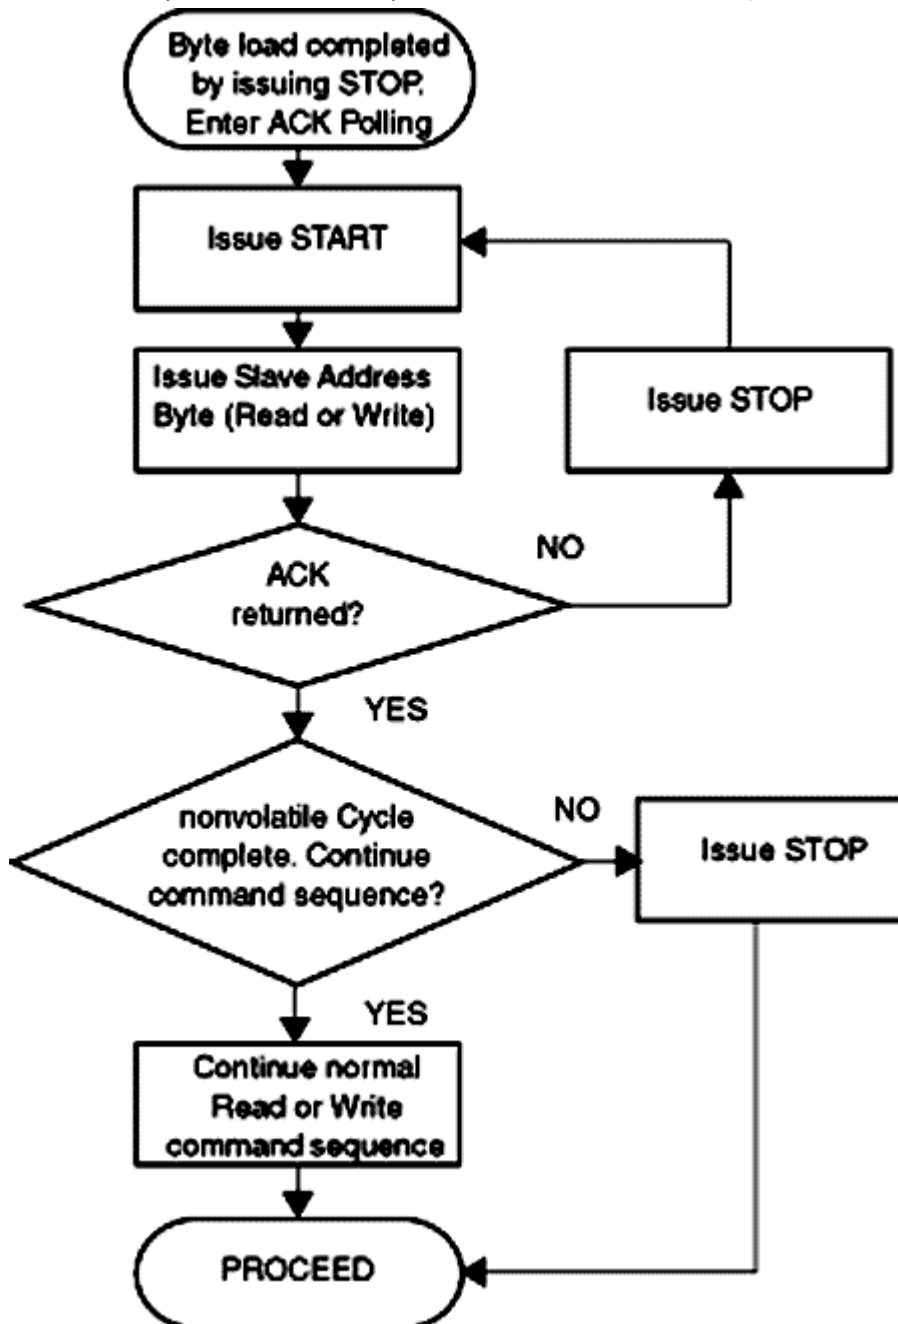 Byte load completed
by issuing STOP.
Enter ACK Polling
Issue START
Issue Slave Address
Byte (Read or Write)
Issue STOP
NO
ACK
returned?
YES
nonvolatile Cycle
complete. Continue
command sequence?
NO
Issue STOP
YES
Continue normal
Read or Write
command sequence
PROCEED